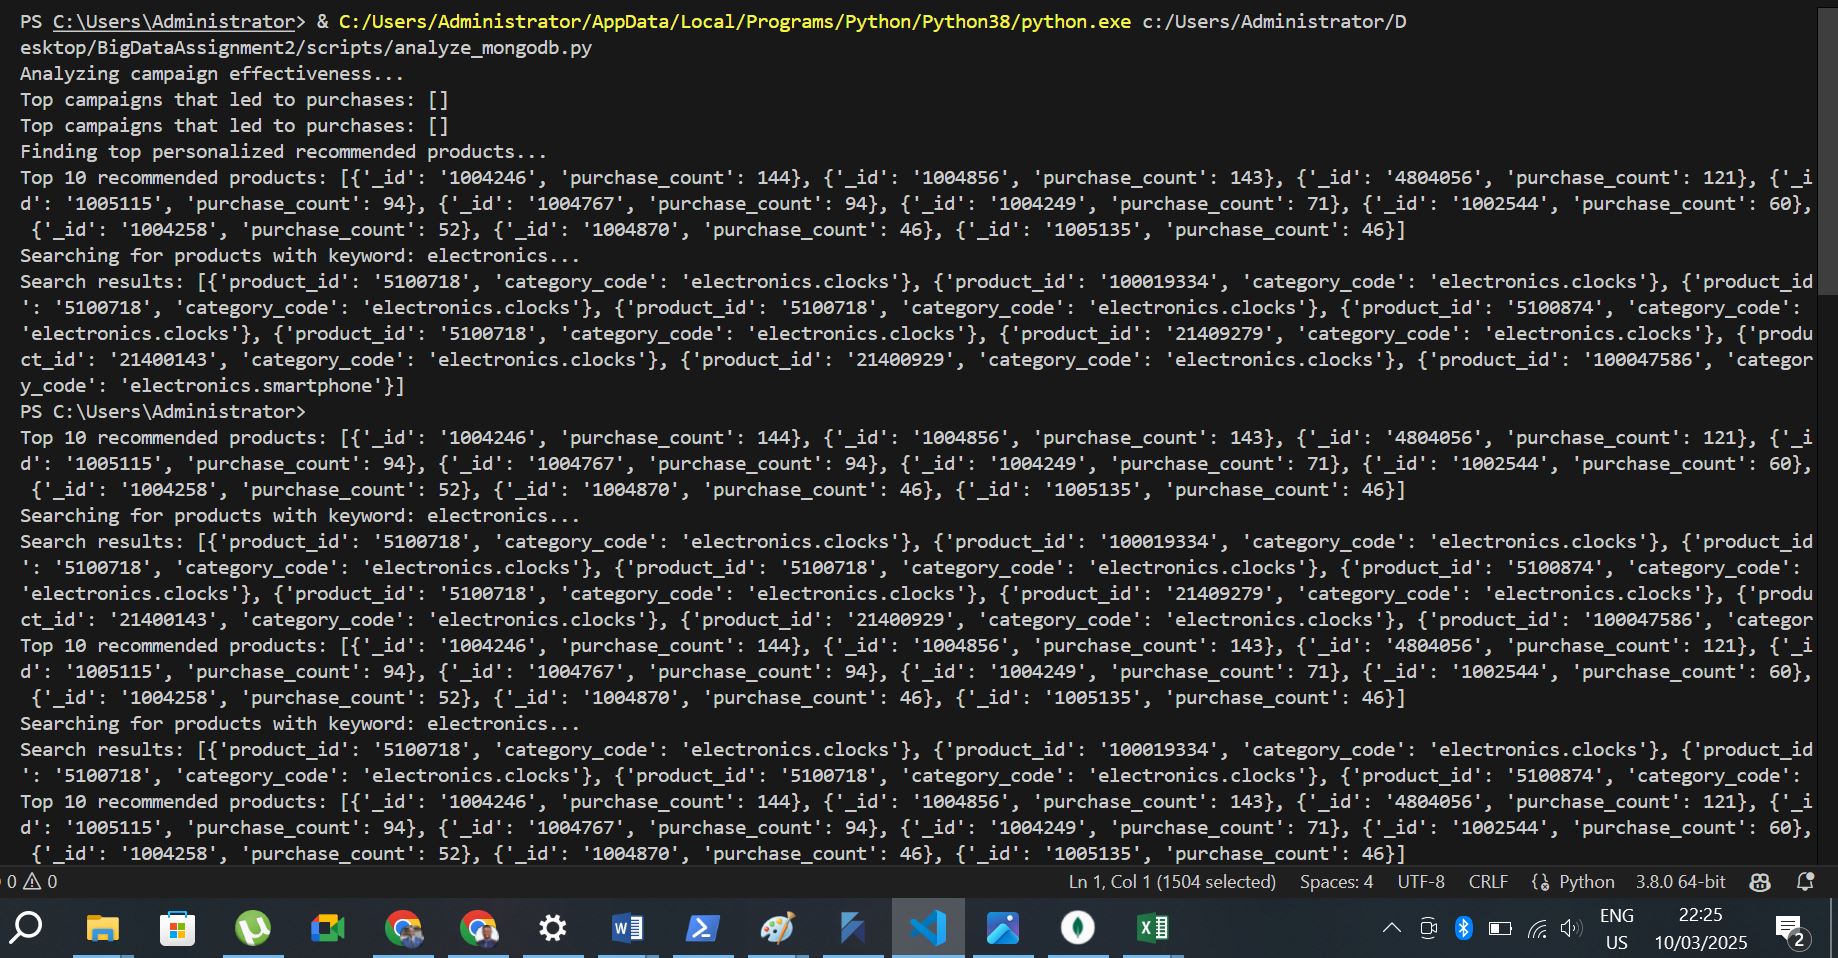 PS C:\Users\Administrator> & C:/Users/Administrator/AppData/Local/Programs/Python/Python38/python.exe c:/Users/Administrator/D
esktop/BigDataAssignment2/scripts/analyze_mongodb.py
Analyzing campaign effectiveness...
Top campaigns that led to purchases: []
Top campaigns that led to purchases: []
Finding top personalized recommended products...
Top 10 recommended products: [{'_id': '1004246', 'purchase_count': 144}, {'_id': '1004856', 'purchase_count': 143}, {'_id': '4804056', 'purchase_count': 121}, {'_i
d': '1005115', 'purchase_count': 94}, {'_id': '1004767', 'purchase_count': 94}, {'_id': '1004249', 'purchase_count': 71}, {'_id': '1002544', 'purchase_count': 60},
{'_id': '1004258', 'purchase_count': 52}, {'_id': '1004870', 'purchase_count': 46}, {'_id': '1005135', 'purchase_count': 46}]
Searching for products with keyword: electronics...
Search results: [{'product_id': '5100718', 'category_code': 'electronics.clocks'}, {'product_id': '100019334', 'category_code': 'electronics.clocks'}, {'product_id
': '5100718', 'category_code': 'electronics.clocks'}, {'product_id': '5100718', 'category_code': 'electronics.clocks'}, {'product_id': '5100874', 'category_code':
'electronics.clocks'}, {'product_id': '5100718', 'category_code': 'electronics.clocks'}, {'product_id': '21409279', 'category_code': 'electronics.clocks'}, {'produ
ct_id': '21400143', 'category_code': 'electronics.clocks'}, {'product_id': '21400929', 'category_code': 'electronics.clocks'}, {'product_id': '100047586', 'categor
y_code': 'electronics.smartphone'}]
PS C:\Users\Administrator>
Top 10 recommended products: [{'_id': '1004246', 'purchase_count': 144}, {'_id': '1004856', 'purchase_count': 143}, {'_id': '4804056', 'purchase_count': 121}, {'_i
d': '1005115', 'purchase_count': 94}, {'_id': '1004767', 'purchase_count': 94}, {'_id': '1004249', 'purchase_count': 71}, {'_id': '1002544', 'purchase_count': 60},
{'_id': '1004258', 'purchase_count': 52}, {'_id': '1004870', 'purchase_count': 46}, {'_id': '1005135', 'purchase_count': 46}]
Searching for products with keyword: electronics...
Search results: [{'product_id': '5100718', 'category_code': 'electronics.clocks'}, {'product_id': '100019334', 'category_code': 'electronics.clocks'}, {'product_id
': '5100718', 'category_code': 'electronics.clocks'}, {'product_id': '5100718', 'category_code': 'electronics.clocks'}, {'product_id': '5100874', 'category_code':
'electronics.clocks'}, {'product_id': '5100718', 'category_code': 'electronics.clocks'}, {'product_id': '21409279', 'category_code': 'electronics.clocks'}, {'produ
ct_id': '21400143', 'category_code': 'electronics.clocks'}, {'product_id': '21400929', 'category_code': 'electronics.clocks'}, {'product_id': '100047586', 'categor
Top 10 recommended products: [{'_id': '1004246', 'purchase_count': 144}, {'_id': '1004856', 'purchase_count': 143}, {'_id': '4804056', 'purchase_count': 121}, {'_i
d': '1005115', 'purchase_count': 94}, {'_id': '1004767', 'purchase_count': 94}, {'_id': '1004249', 'purchase_count': 71}, {'_id': '1002544', 'purchase_count': 60},
{'_id': '1004258', 'purchase_count': 52}, {'_id': '1004870', 'purchase_count': 46}, {'_id': '1005135', 'purchase_count': 46}]
Searching for products with keyword: electronics...
Search results: [{'product_id': '5100718', 'category_code': 'electronics.clocks'}, {'product_id': '100019334', 'category_code': 'electronics.clocks'}, {'product_id
': '5100718', 'category_code': 'electronics.clocks'}, {'product_id': '5100718', 'category_code': 'electronics.clocks'}, {'product_id': '5100874', 'category_code':
Top 10 recommended products: [{'_id': '1004246', 'purchase_count': 144}, {'_id': '1004856', 'purchase_count': 143}, {'_id': '4804056', 'purchase_count': 121}, {'_i
d': '1005115', 'purchase_count': 94}, {'_id': '1004767', 'purchase_count': 94}, {'_id': '1004249', 'purchase_count': 71}, {'_id': '1002544', 'purchase_count': 60},
{'_id': '1004258', 'purchase_count': 52}, {'_id': '1004870', 'purchase_count': 46}, {'_id': '1005135', 'purchase_count': 46}]
0 0 Ln 1, Col 1 (1504 selected) Spaces: 4 UTF-8 CRLF Python 3.8.0 64-bit
ENG 22:25
US 10/03/2025 2